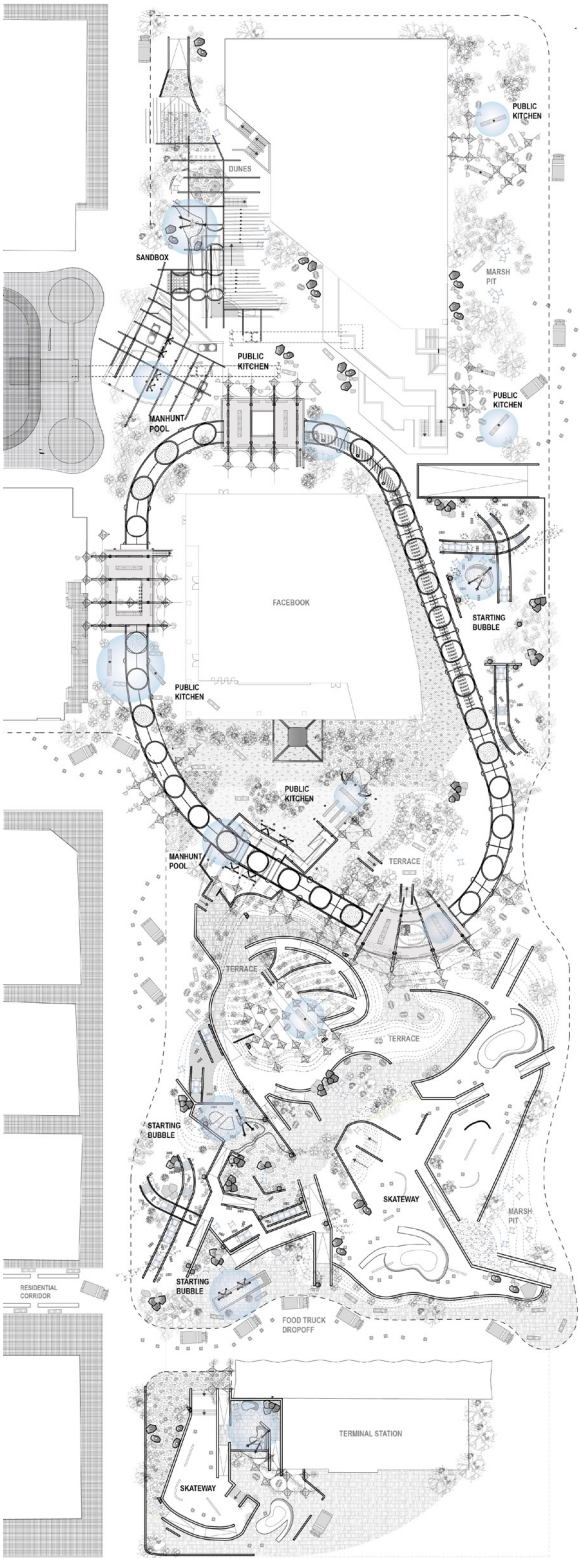 PUBLIC
KITCHEN
DUNES
SANDBOX
MARSH
PIT
PUBLIC
KITCHEN
PUBLIC
KITCHEN
MANHUNT
POOL
FACEBOOK
STARTING
BUBBLE
PUBLIC
KITCHEN
PUBLIC
KITCHEN
MANHUNT
POOL
TERRACE
TERRACE
TERRACE
STARTING
BUBBLE
SKATEWAY
MARSH
PIT
STARTING
BUBBLE
RESIDENTIAL
CORRIDOR
FOOD TRUCK
DROPOFF
TERMINAL STATION
SKATEWAY